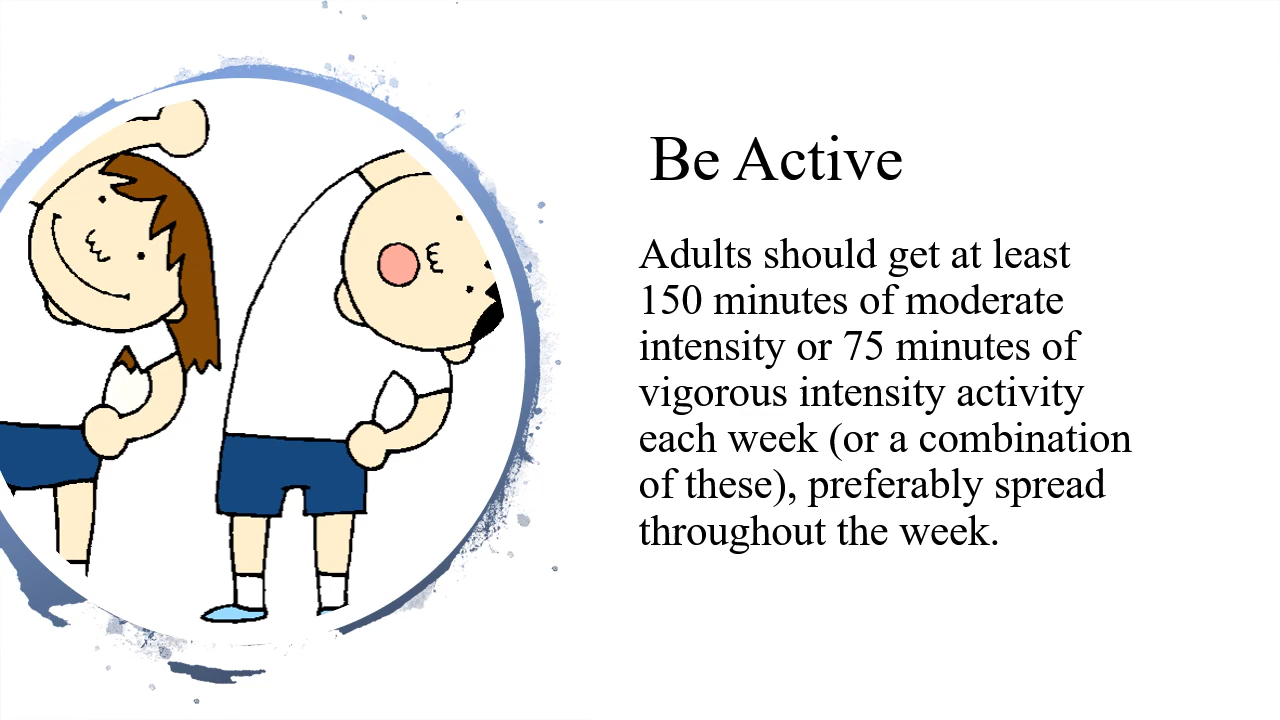 Be Active
Adults should get at least
150 minutes of moderate
intensity or 75 minutes of
vigorous intensity activity
each week (or a combination
of these), preferably spread
throughout the week.